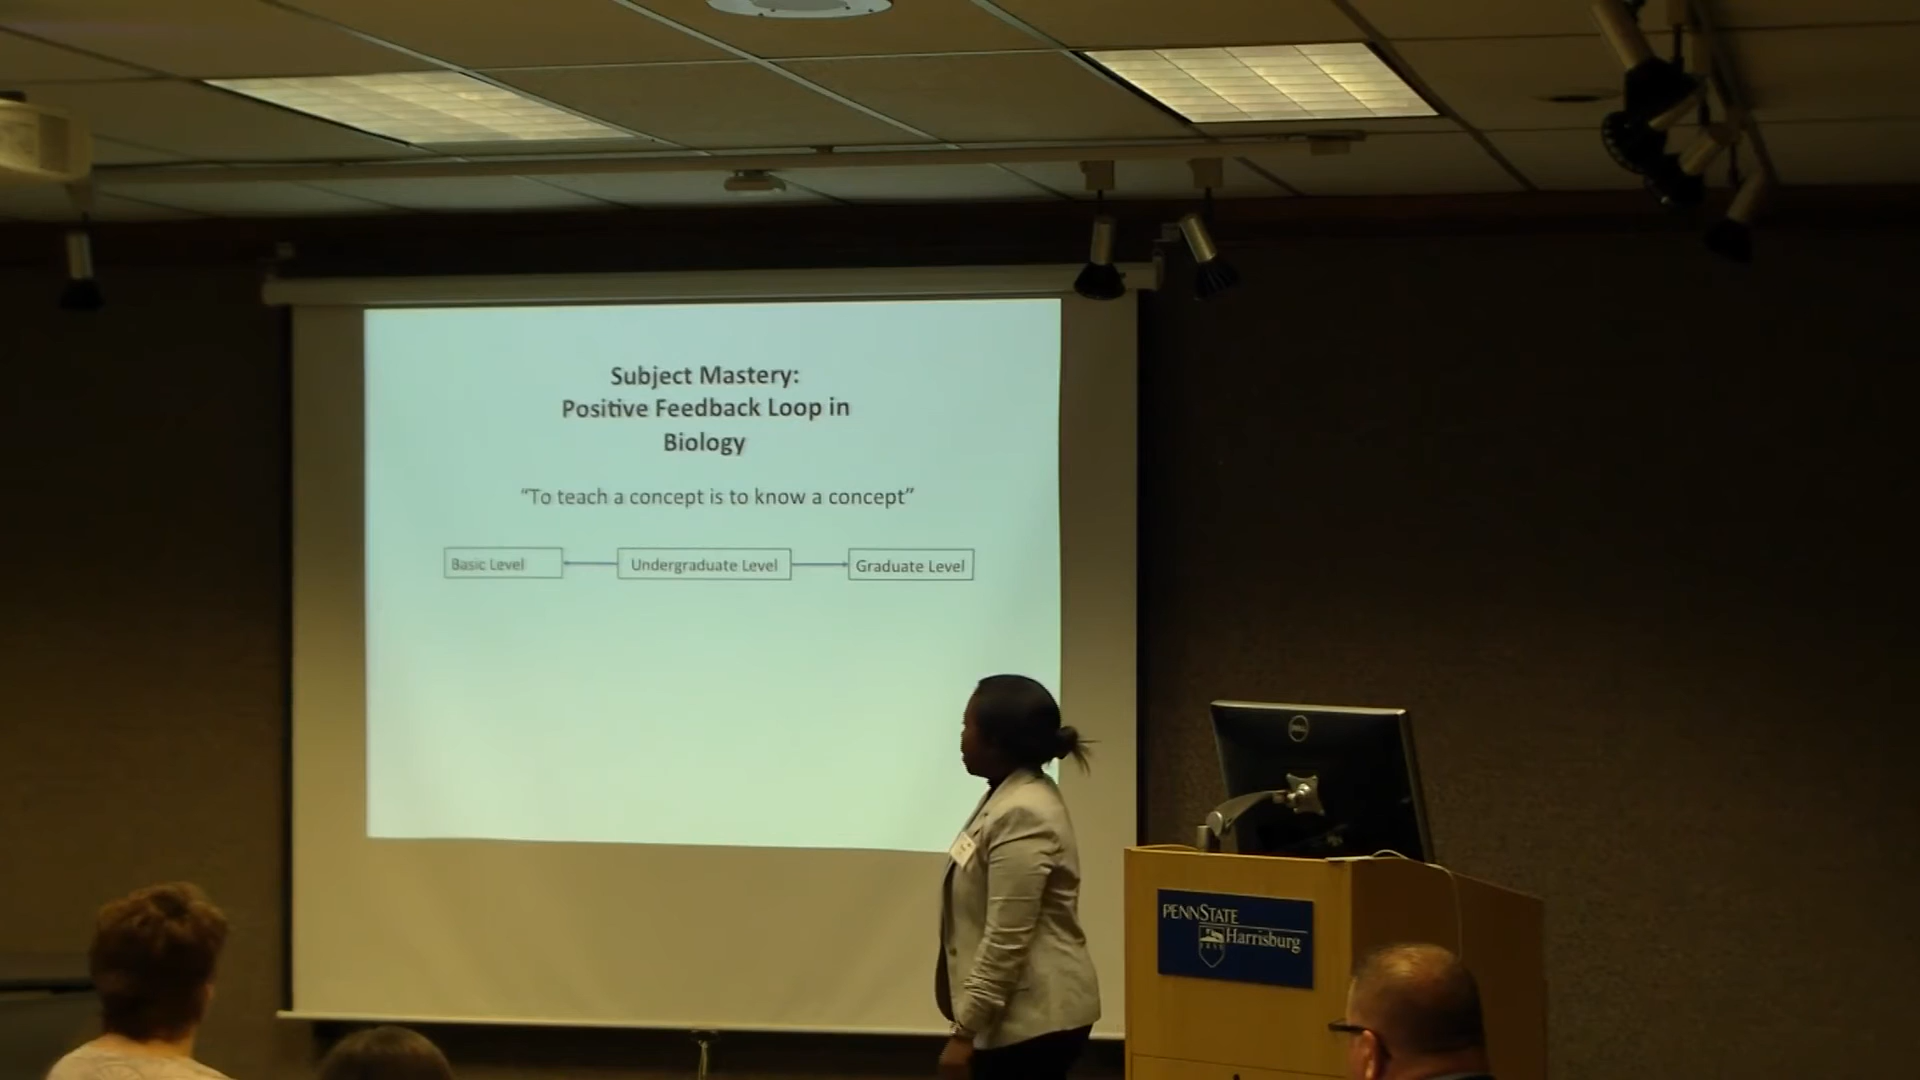 Subject Mastery:
Positive Feedback Loop in
Biology
“To teach a concept is to know a concept”
Basic Level
Undergraduate Level
Graduate Level
DELL
PENNSTATE
Harrisburg